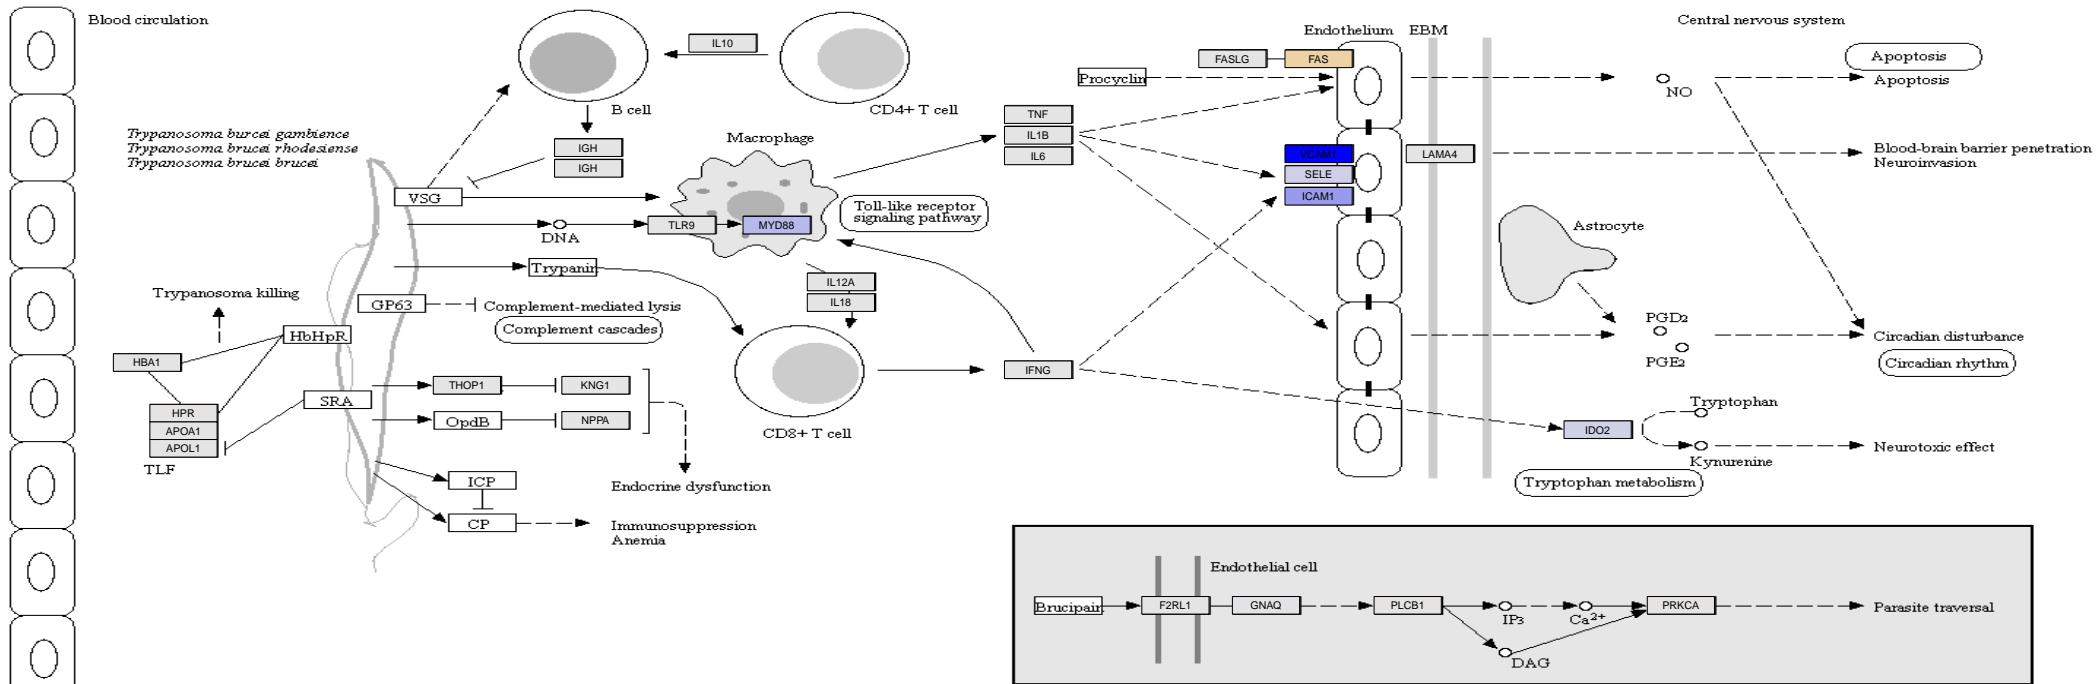 Blood circulation
IL10
B cell
CD4+ T cell
Trypanosoma burcei gambience
Trypanosoma brucei rhodesiense
Trypanosoma brucei brucei
IGH
IGH
VSG
Macrophage
DNA
TLR9
MYD88
Toll-like receptor
signaling pathway
Trypanin
GP63
Complement-mediated lysis
Complement cascades
IL12A
IL18
CD8+ T cell
Trypanosoma killing
HbHpR
HBA1
HPR
APOA1
APOL1
TLF
SRA
THOP1
KNG1
OpdB
NPPA
Endocrine dysfunction
ICP
CP
Immunosuppression
Anemia
TNF
IL1B
IL6
IFNG
Procyclin
FASLG
FAS
Endothelium
EBM
VCAM1
SELE
ICAM1
LAMA4
Central nervous system
NO
Apoptosis
Apoptosis
Blood-brain barrier penetration
Neuroinvasion
Astrocyte
PGD2
PGE2
Circadian disturbance
Circadian rhythm
IDO2
Tryptophan
Kynurenine
Neurotoxic effect
Tryptophan metabolism
Endothelial cell
Brucipain
F2RL1
GNAQ
PLCB1
IP3
Ca2+
DAG
PRKCA
Parasite traversal